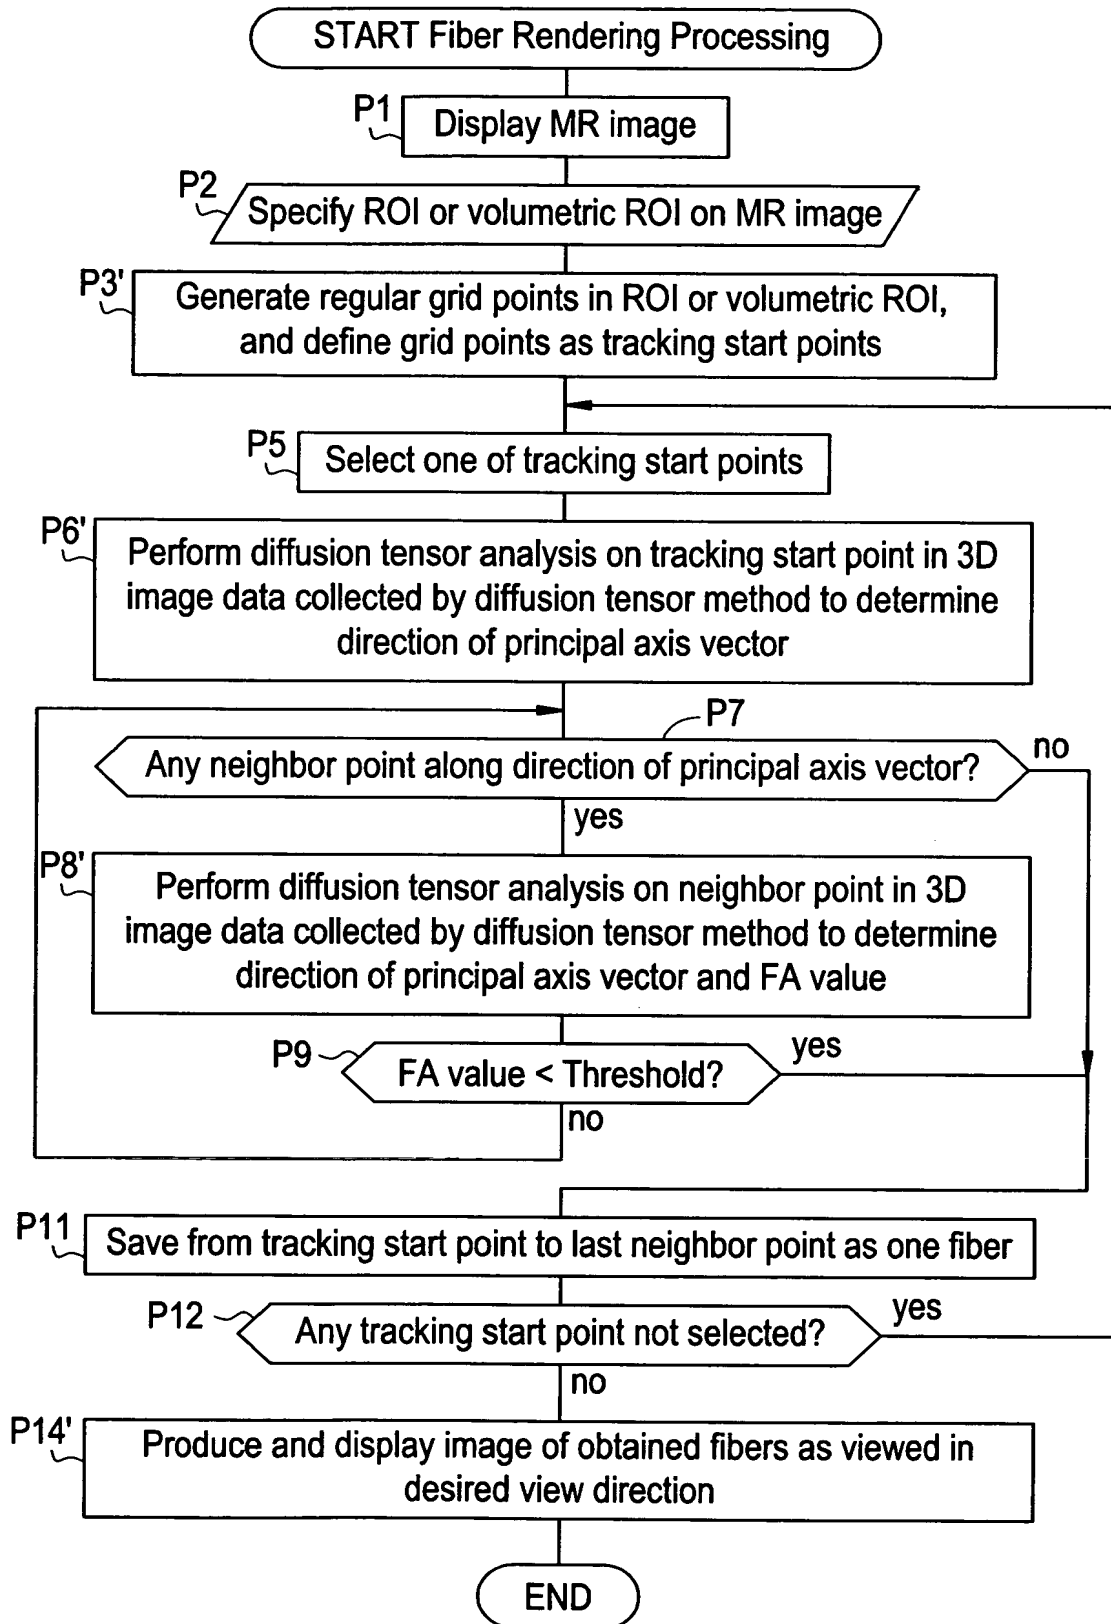 START Fiber Rendering Processing
P1
Display MR image
P2
Specify ROI or volumetric ROI on MR image
P3'
Generate regular grid points in ROI or volumetric ROI,
and define grid points as tracking start points
P5
Select one of tracking start points
P6'
Perform diffusion tensor analysis on tracking start point in 3D
image data collected by diffusion tensor method to determine
direction of principal axis vector
P7
Any neighbor point along direction of principal axis vector?
no
yes
P8'
Perform diffusion tensor analysis on neighbor point in 3D
image data collected by diffusion tensor method to determine
direction of principal axis vector and FA value
P9
FA value < Threshold?
yes
no
P11
Save from tracking start point to last neighbor point as one fiber
P12
Any tracking start point not selected?
yes
no
P14'
Produce and display image of obtained fibers as viewed in
desired view direction
END